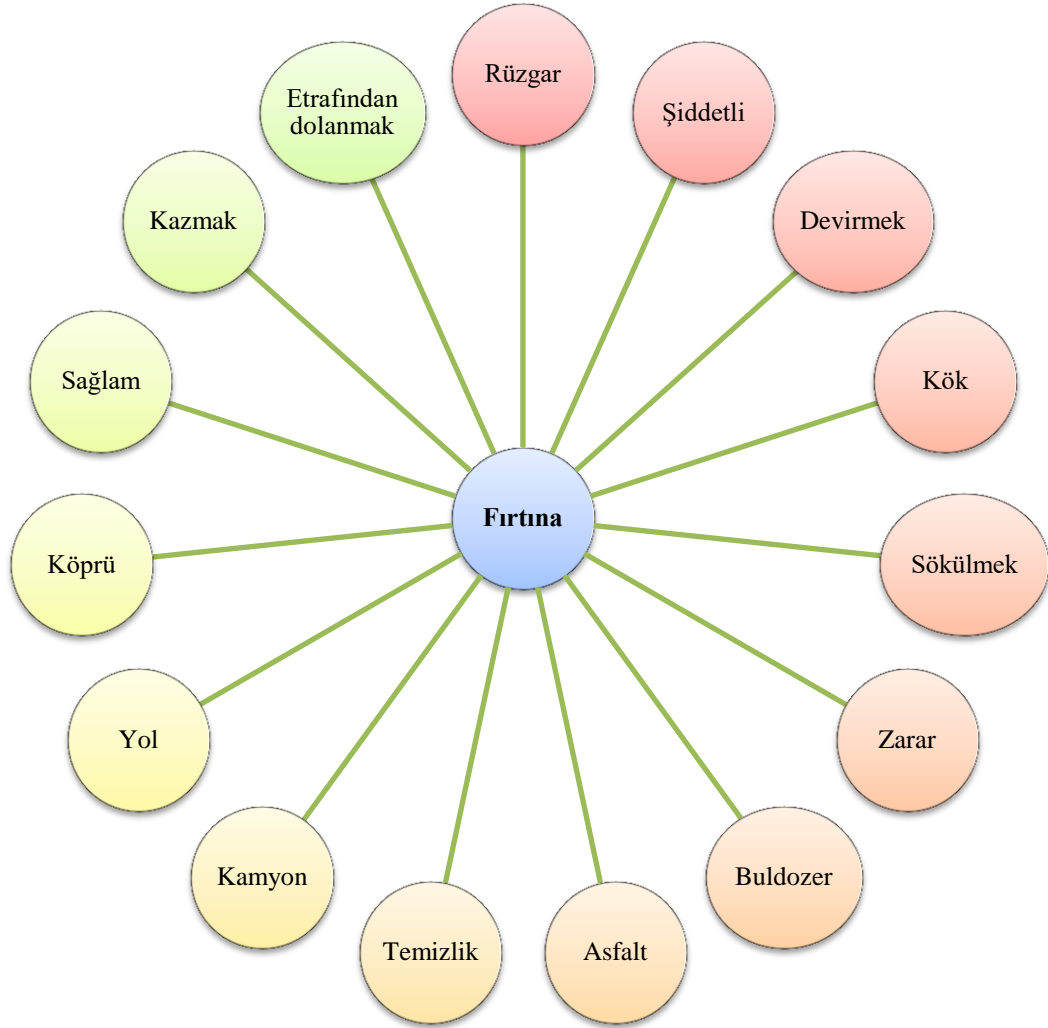 Rüzgar
Şiddetli
Devirmek
Kök
Sökülmek
Zarar
Buldozer
Asfalt
Temizlik
Kamyon
Yol
Köprü
Sağlam
Kazmak
Etrafından
dolanmak
Fırtına